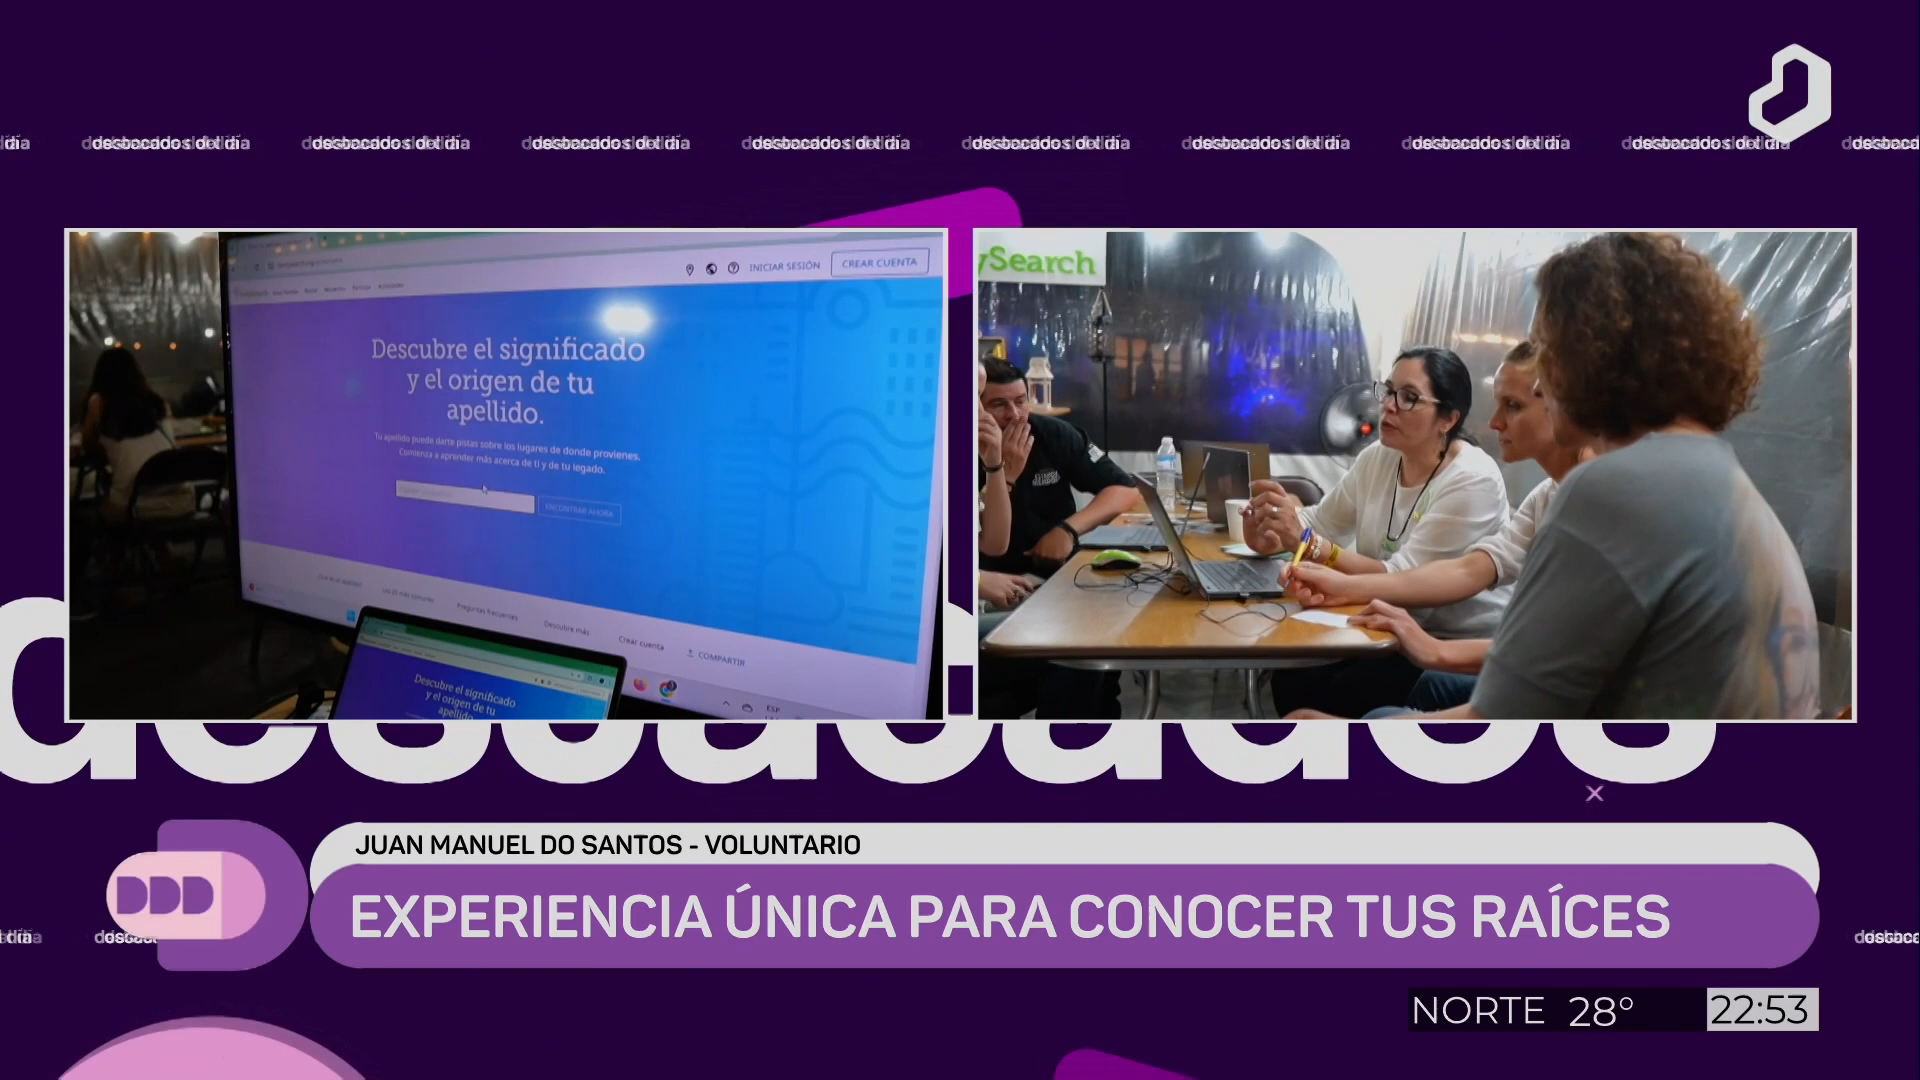 destacados del día
INICIAR SESIÓN
CREAR CUENTA
Descubre el significado
y el origen de tu
apellido.
Tu apellido puede darte pistas sobre los lugares de donde provienes.
Comienza a aprender más acerca de ti y de tu legado.
ENCONTRAR AHORA
Preguntas frecuentes
Descubre más
Crear cuenta
COMPARTIR
Descubre el significado
y el origen de tu
apellido
ESP
ySearch
destacados
JUAN MANUEL DO SANTOS - VOLUNTARIO
DDD
EXPERIENCIA ÚNICA PARA CONOCER TUS RAÍCES
NORTE 28° 22:53